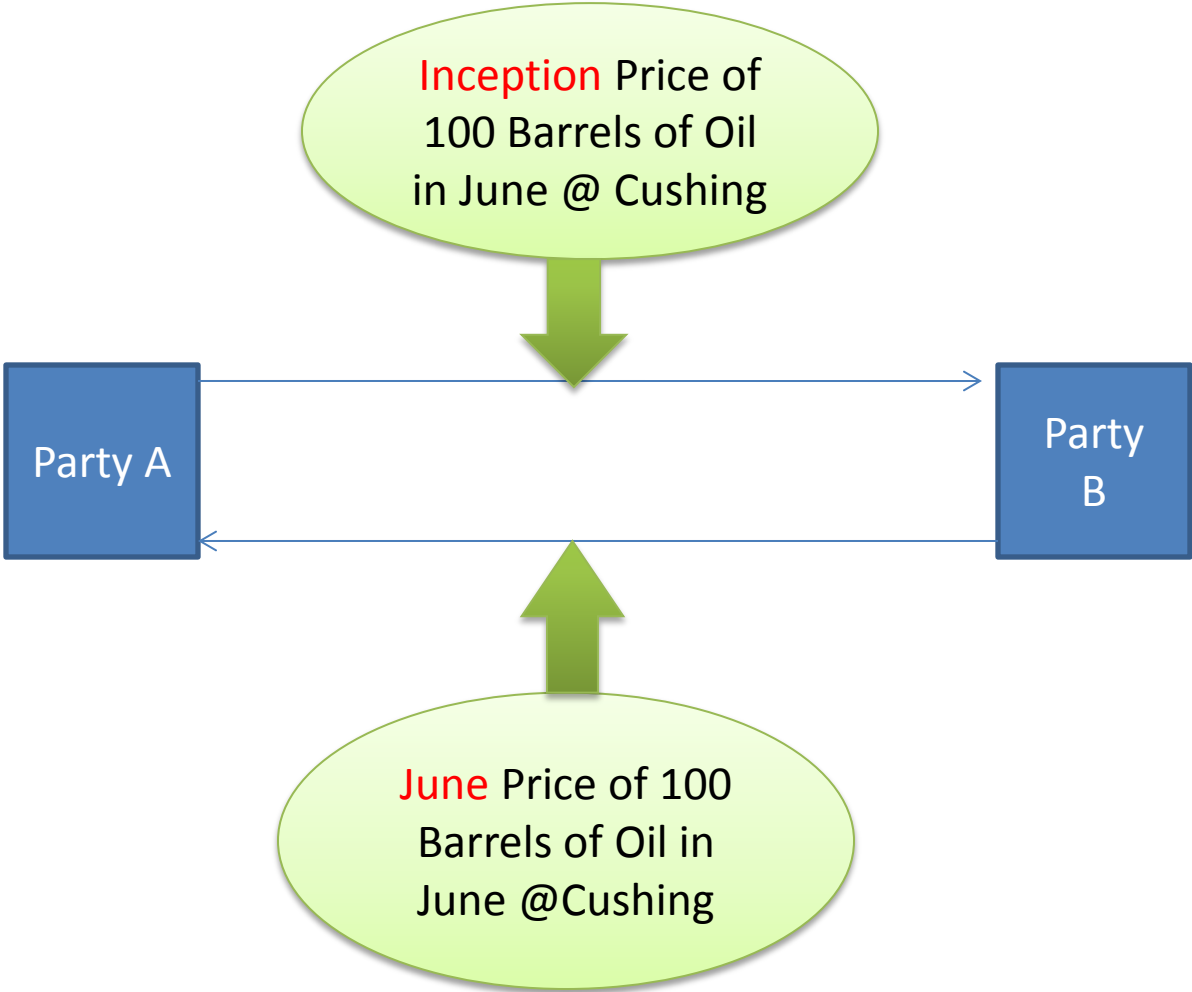 Inception Price of
100 Barrels of Oil
in June @ Cushing
Party A
Party
B
June Price of 100
Barrels of Oil in
June @Cushing